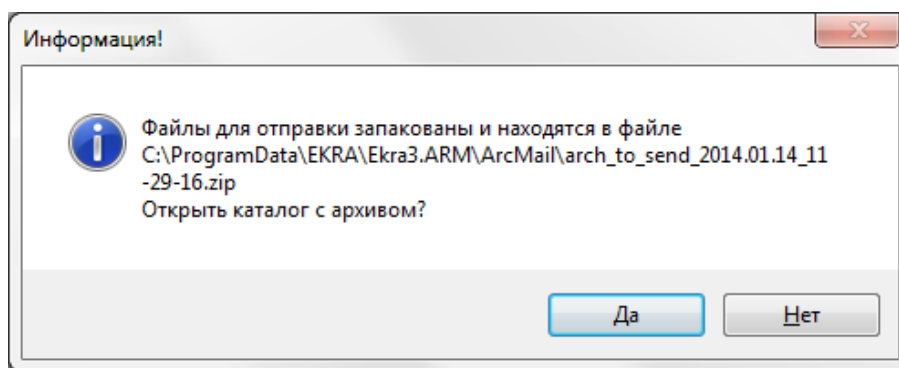 Информация!
Файлы для отправки запакованы и находятся в файле
C:\ProgramData\EKRA\Ekra3.ARM\ArcMail\arch_to_send_2014.01.14_11
-29-16.zip
Открыть каталог с архивом?
Да
Нет